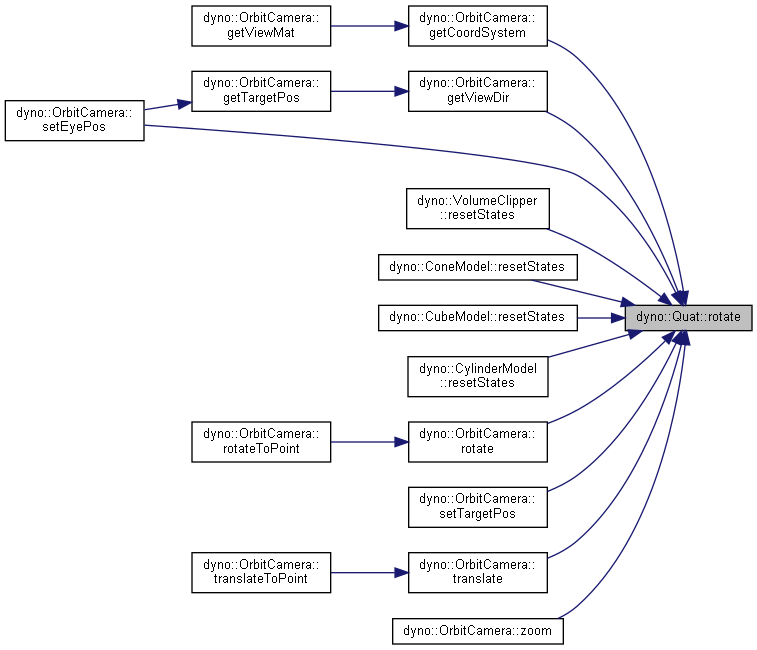 dyno::OrbitCamera::
getViewMat
dyno::OrbitCamera::
getCoordSystem
dyno::OrbitCamera::
getTargetPos
dyno::OrbitCamera::
getViewDir
dyno::OrbitCamera::
setEyePos
dyno::VolumeClipper
::resetStates
dyno::ConeModel::resetStates
dyno::CubeModel::resetStates
dyno::Quat::rotate
dyno::CylinderModel
::resetStates
dyno::OrbitCamera::
rotateToPoint
dyno::OrbitCamera::
rotate
dyno::OrbitCamera::
setTargetPos
dyno::OrbitCamera::
translateToPoint
dyno::OrbitCamera::
translate
dyno::OrbitCamera::zoom